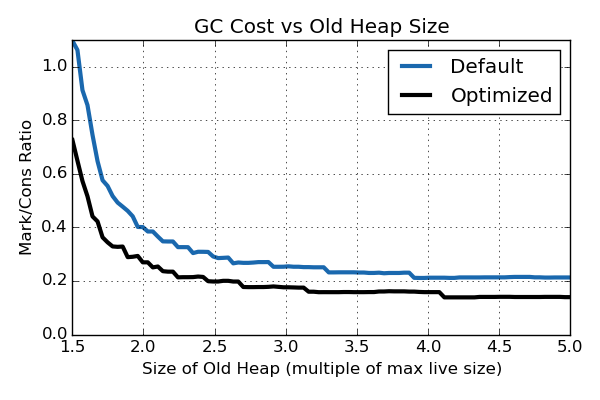 GC Cost vs Old Heap Size
Default
Optimized
Mark/Cons Ratio
1.0
0.8
0.6
0.4
0.2
0.0
1.5 2.0 2.5 3.0 3.5 4.0 4.5 5.0
Size of Old Heap (multiple of max live size)